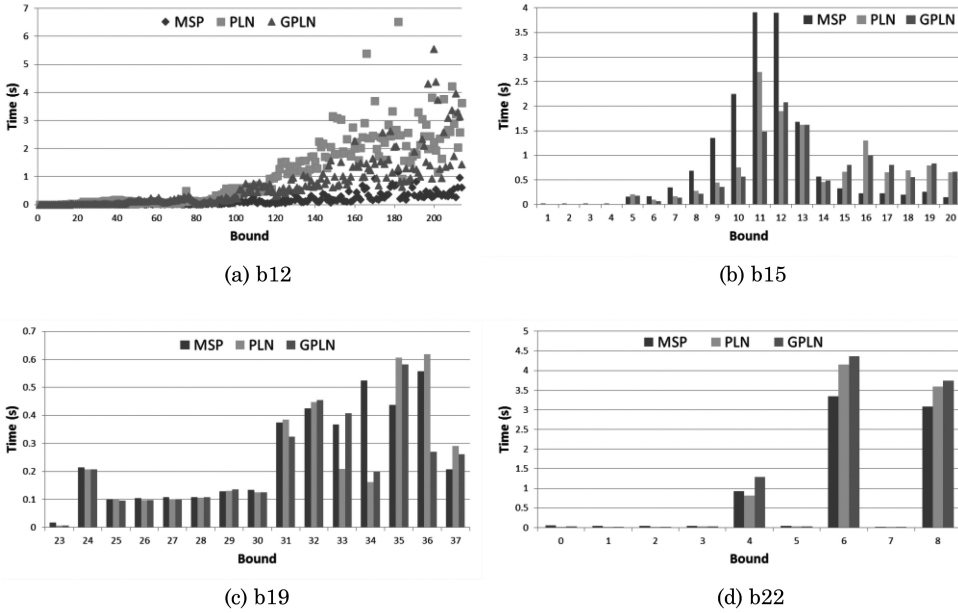 MSP PLN GPLN
7
6
5
4
3
2
1
0
Time (s)
0 20 40 60 80 100 120 140 160 180 200
Bound
(a) b12
MSP PLN GPLN
4
3.5
3
2.5
2
1.5
1
0.5
0
Time (s)
1 2 3 4 5 6 7 8 9 10 11 12 13 14 15 16 17 18 19 20
Bound
(b) b15
MSP PLN GPLN
0.7
0.6
0.5
0.4
0.3
0.2
0.1
0
Time (s)
23 24 25 26 27 28 29 30 31 32 33 34 35 36 37
Bound
(c) b19
MSP PLN GPLN
5
4.5
4
3.5
3
2.5
2
1.5
1
0.5
0
Time (s)
0 1 2 3 4 5 6 7 8
Bound
(d) b22